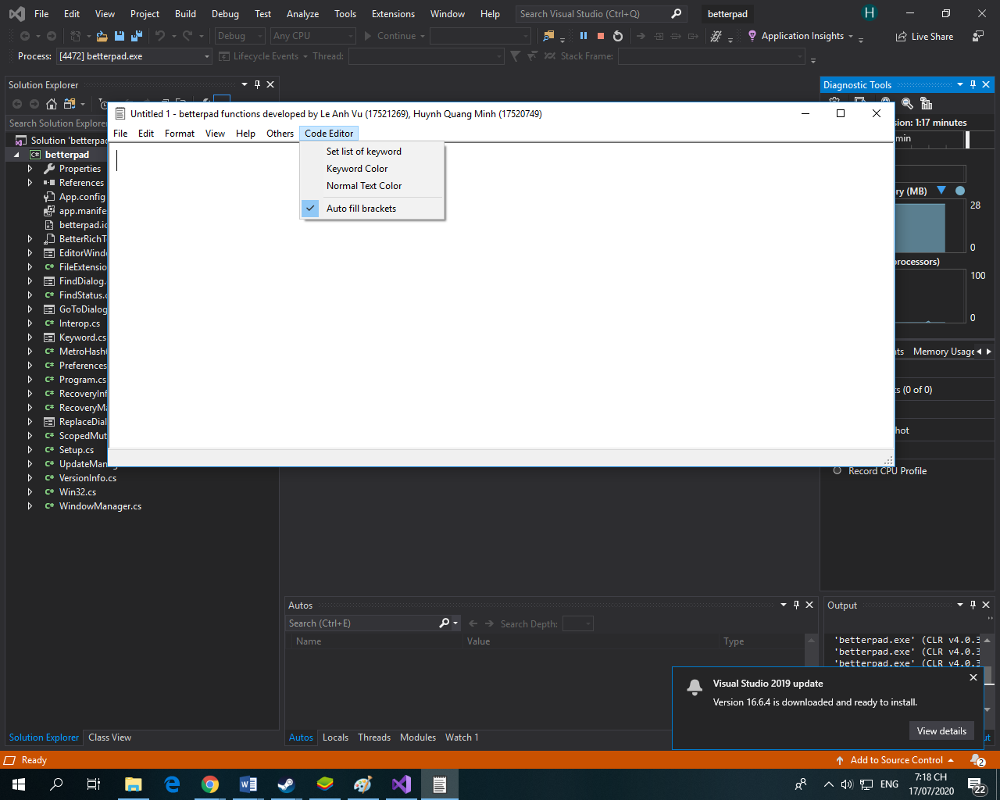 File Edit View Project Build Debug Test Analyze Tools Extensions Window Help Search Visual Studio (Ctrl+Q) betterpad H
Debug Any CPU Continue Application Insights Live Share
Process: [4472] betterpad.exe Lifecycle Events Thread: Stack Frame:
Solution Explorer
Search Solution Explorer
Solution 'betterpad
betterpad
Properties
References
App.config
app.manife
betterpad.ic
BetterRichT
EditorWind
FileExtension
FindDialog.
FindStatus.c
GoToDialog
Interop.cs
Keyword.cs
MetroHash
Preferences
Program.cs
RecoveryInf
RecoveryMa
ReplaceDial
ScopedMut
Setup.cs
UpdateManag
VersionInfo.cs
Win32.cs
WindowManager.cs
Solution Explorer Class View
Untitled 1 - betterpad functions developed by Le Anh Vu (17521269), Huynh Quang Minh (17520749)
File Edit Format View Help Others Code Editor
Set list of keyword
Keyword Color
Normal Text Color
Auto fill brackets
Diagnostic Tools
sion: 1:17 minutes
min
ry (MB)
28
0
processors)
100
0
nts Memory Usage
ts (0 of 0)
hot
Record CPU Profile
Autos
Search (Ctrl+E) Search Depth:
Name Value Type
Autos Locals Threads Modules Watch 1
Output
'betterpad.exe' (CLR v4.0.3
'betterpad.exe' (CLR v4.0.3
'betterpad.exe' (CLR v4.0.3
Visual Studio 2019 update
Version 16.6.4 is downloaded and ready to install.
View details
ut
Ready Add to Source Control 2
ENG 7:18 CH
17/07/2020 22